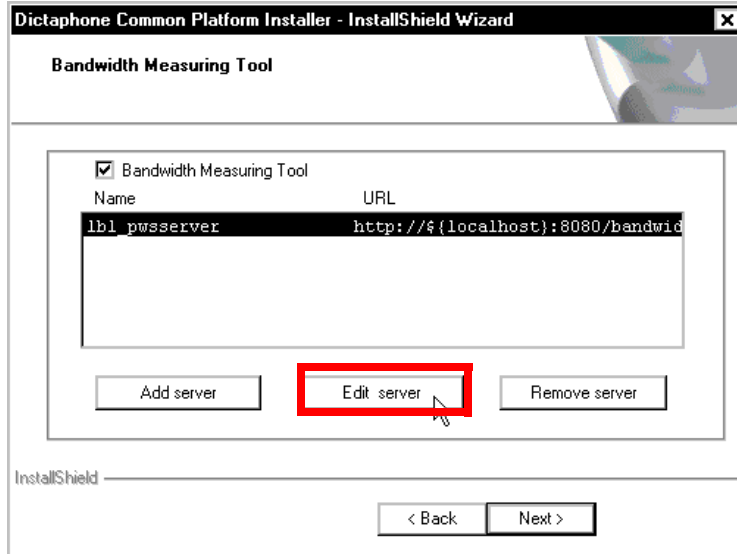 Dictaphone Common Platform Installer - InstallShield Wizard
Bandwidth Measuring Tool
Bandwidth Measuring Tool
Name URL
lbl_pwsserver http://${localhost}:8080/bandwid
Add server Edit server Remove server
InstallShield
< Back Next >